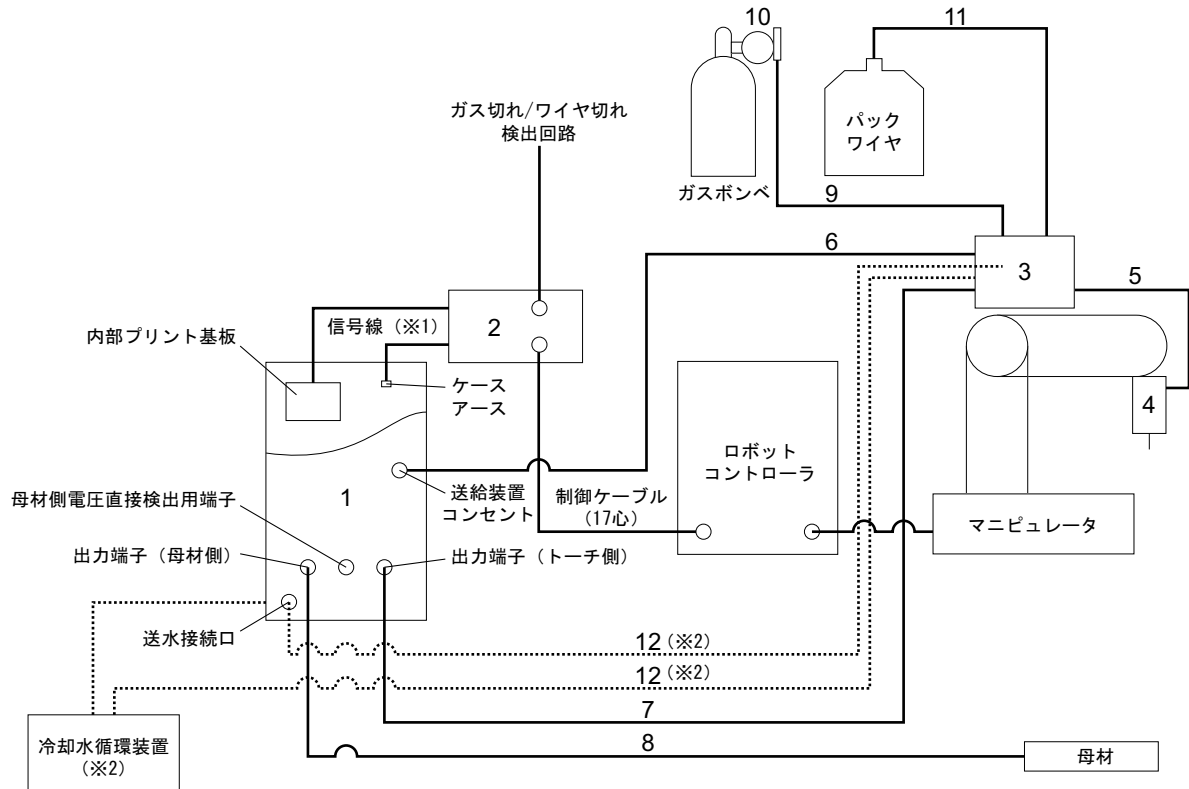 10
11
ガス切れ/ワイヤ切れ
検出回路
パック
ワイヤ
ガスボンベ
9
6
3
5
2
信号線（※1）
内部プリント基板
ケース
アース
4
ロボット
コントローラ
1
送給装置
コンセント
制御ケーブル
（17心）
母材側電圧直接検出用端子
マニピュレータ
出力端子（母材側）
出力端子（トーチ側）
送水接続口
12（※2）
12（※2）
7
冷却水循環装置
（※2）
8
母材